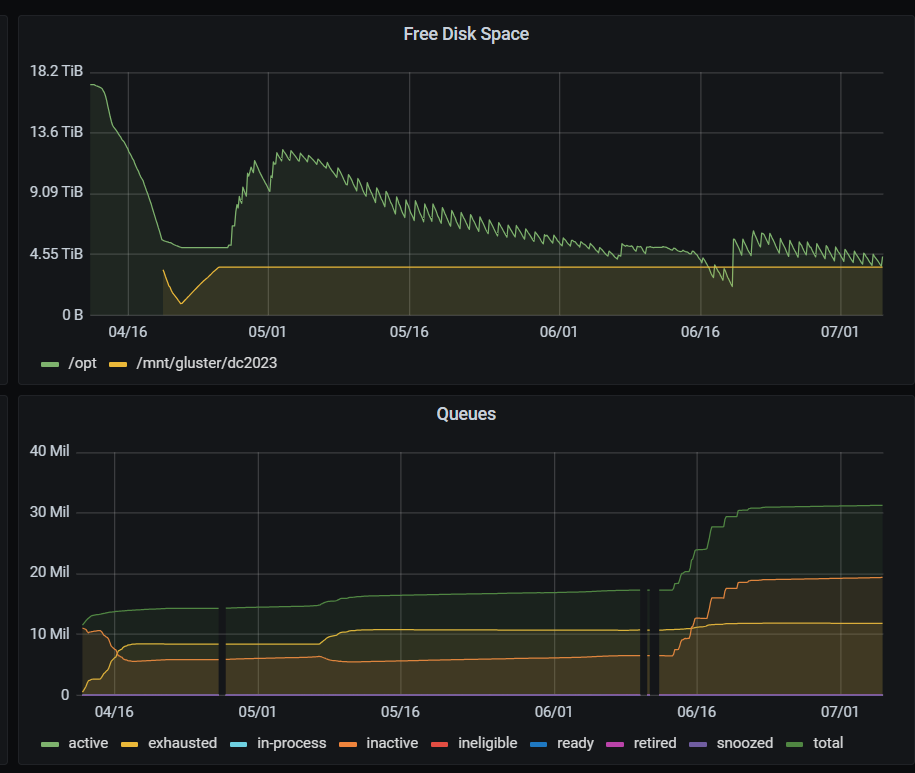 Free Disk Space
18.2 TiB
13.6 TiB
9.09 TiB
4.55 TiB
0 B
04/16 05/01 05/16 06/01 06/16 07/01
/opt /mnt/gluster/dc2023
Queues
40 Mil
30 Mil
20 Mil
10 Mil
0
04/16 05/01 05/16 06/01 06/16 07/01
active exhausted in-process inactive ineligible ready retired snoozed total